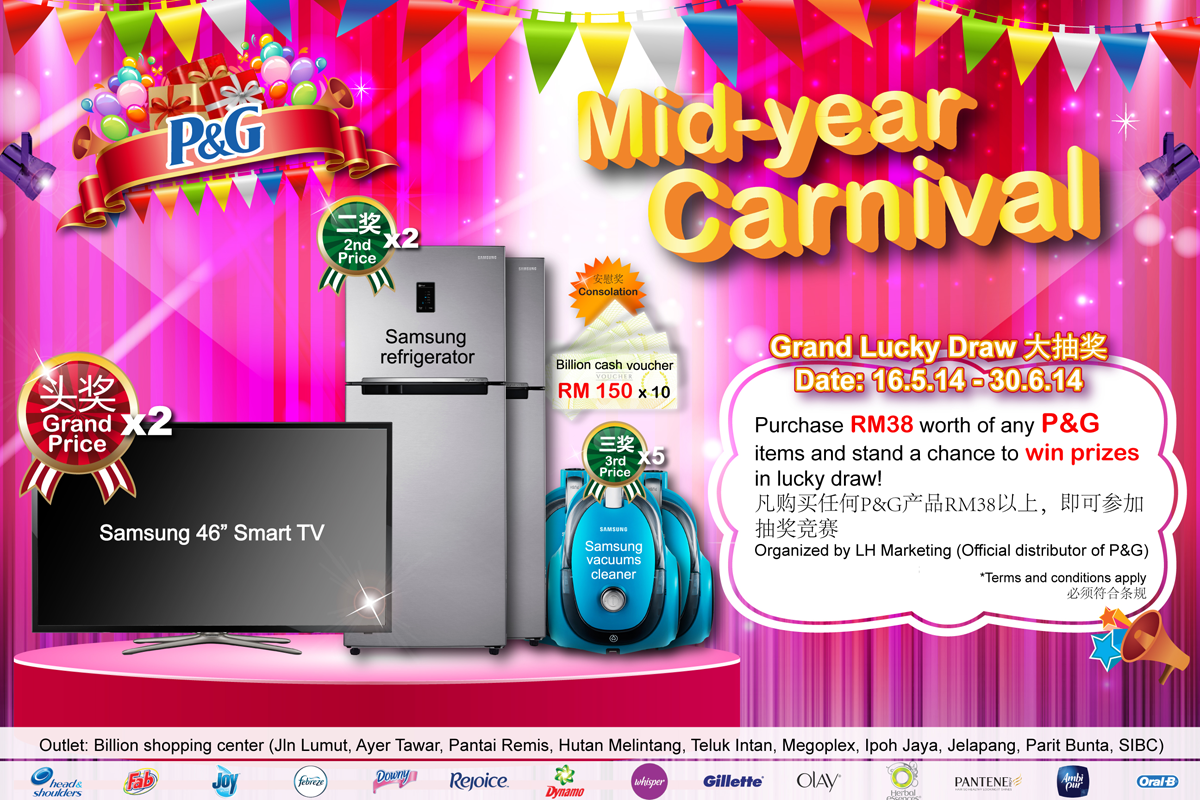 P&G
Mid-year
Carnival
二奖
2nd
Price
x2
SAMSUNG
SAMSUNG
Samsung
refrigerator
安慰奖
Consolation
Billion cash voucher
VOUCHER
RM 150 x 10
头奖
Grand
Price
x2
Samsung 46” Smart TV
三奖
3rd
Price
x5
SAMSUNG
Samsung
vacuums
cleaner
Grand Lucky Draw 大抽奖
Date: 16.5.14 - 30.6.14
Purchase RM38 worth of any P&G
items and stand a chance to win prizes
in lucky draw!
凡购买任何P&G产品RM38以上，即可参加
抽奖竞赛
Organized by LH Marketing (Official distributor of P&G)
*Terms and conditions apply
必须符合条规
Outlet: Billion shopping center (Jln Lumut, Ayer Tawar, Pantai Remis, Hutan Melintang, Teluk Intan, Megoplex, Ipoh Jaya, Jelapang, Parit Bunta, SIBC)
head& shoulders
Fab
Joy
febreze
Downy
Rejoice
Dynamo
whisper
Gillette
OLAY
Herbal essences
PANTENE
Ambi pur
Oral-B